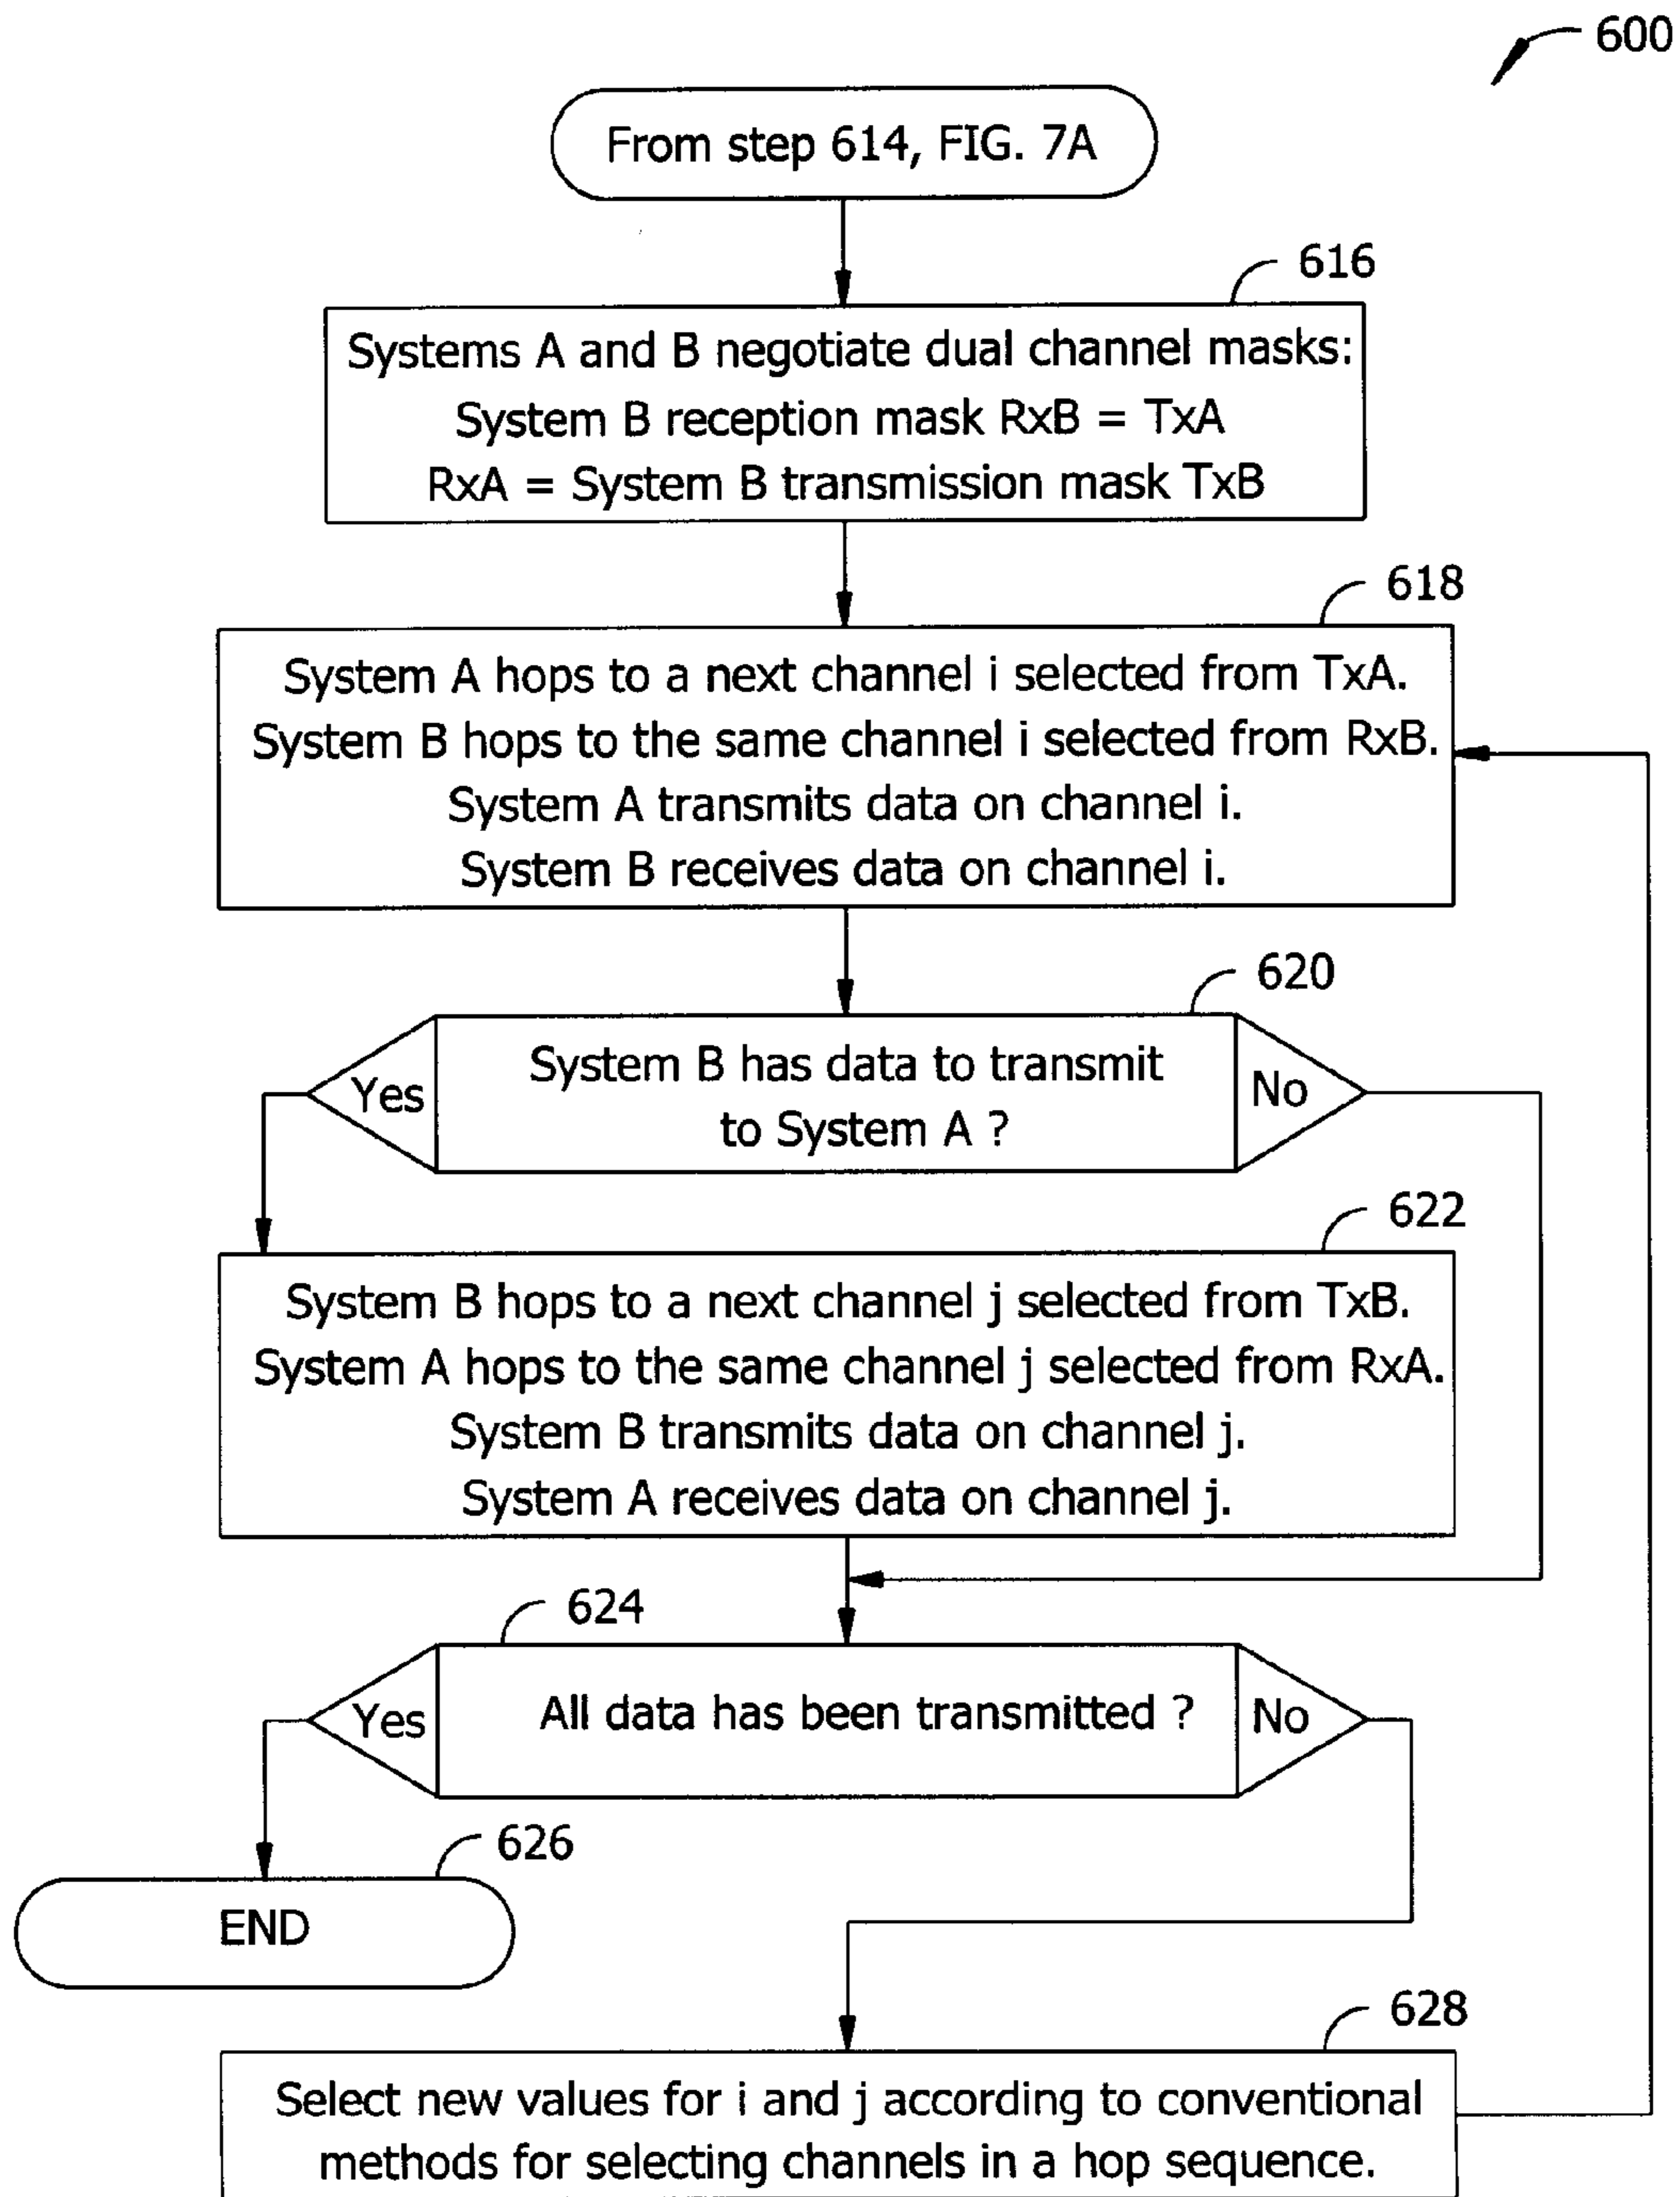 600
From step 614, FIG. 7A
616
Systems A and B negotiate dual channel masks:
System B reception mask RxB = TxA
RxA = System B transmission mask TxB
618
System A hops to a next channel i selected from TxA.
System B hops to the same channel i selected from RxB.
System A transmits data on channel i.
System B receives data on channel i.
620
System B has data to transmit
Yes
No
to System A ?
622
System B hops to a next channel j selected from TxB.
System A hops to the same channel j selected from RxA.
System B transmits data on channel j.
System A receives data on channel j.
624
Yes
All data has been transmitted ?
No
626
END
628
Select new values for i and j according to conventional
methods for selecting channels in a hop sequence.